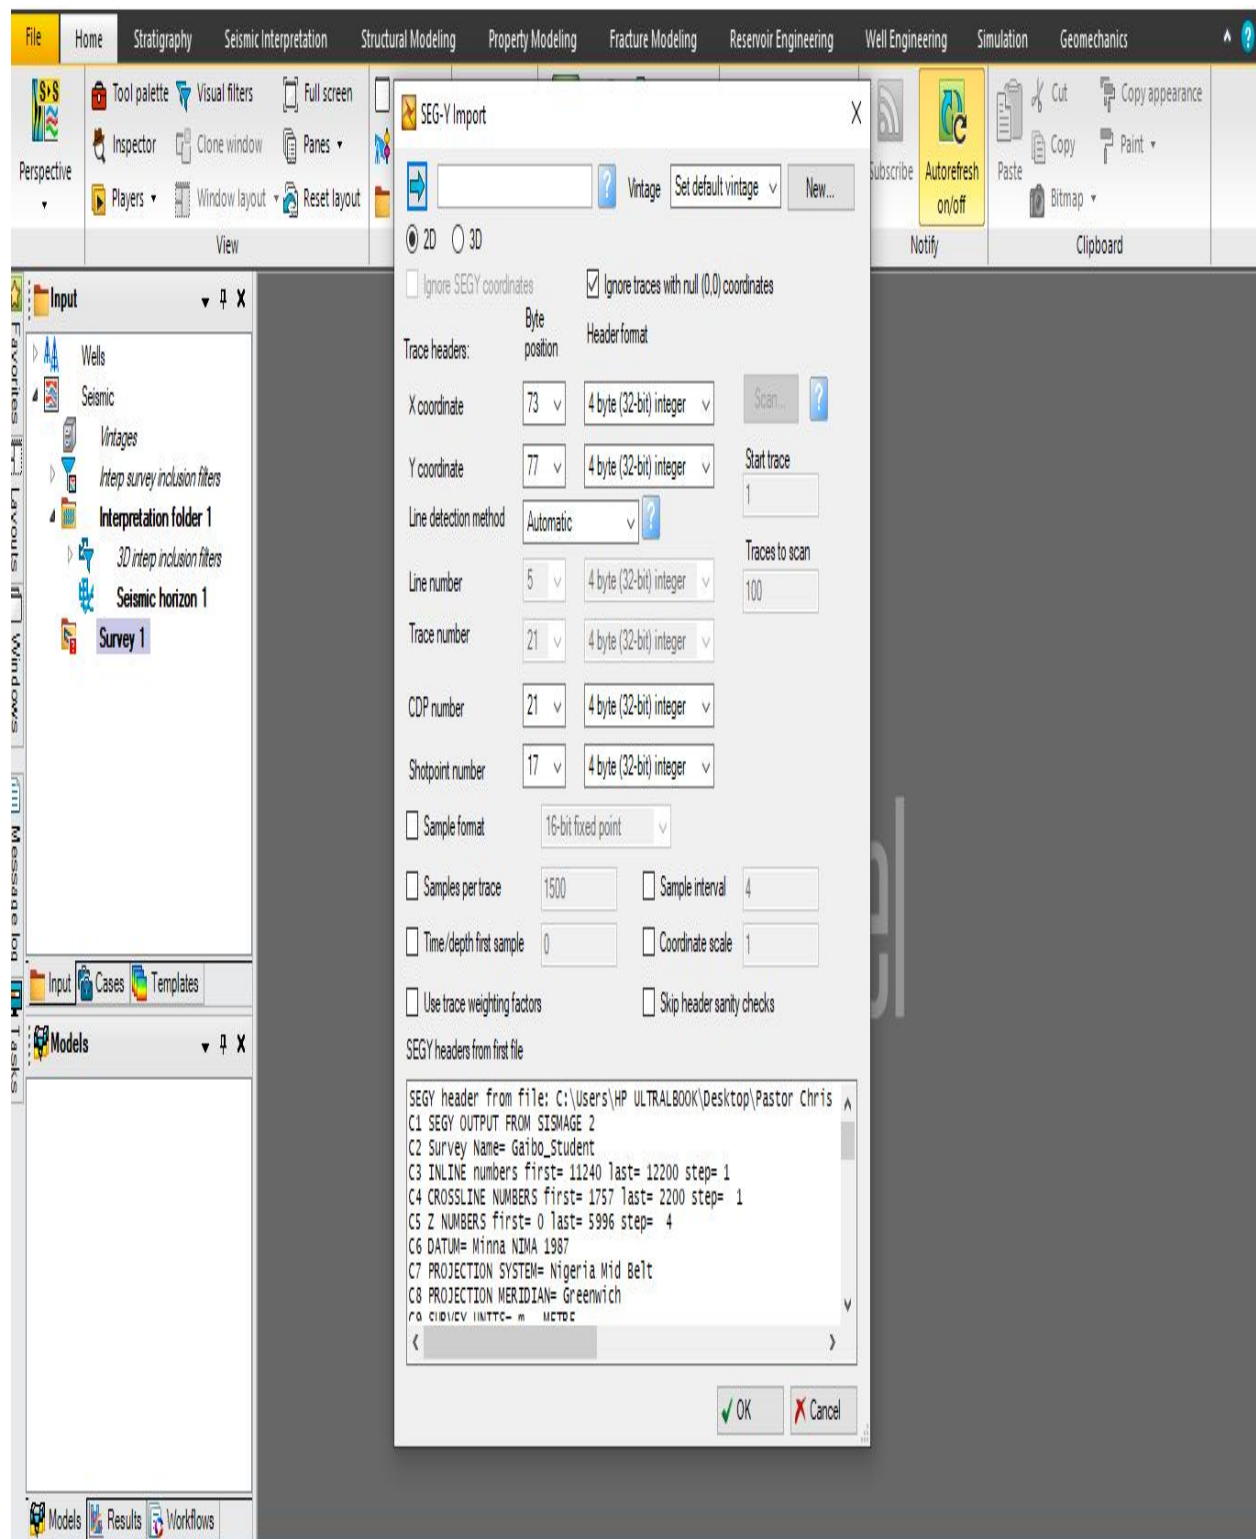 File Home Stratigraphy Seismic Interpretation Structural Modeling Property Modeling Fracture Modeling Reservoir Engineering Well Engineering Simulation Geomechanics
Perspective
Tool palette Visual filters Full screen
Inspector Clone window Panes
Players Window layout Reset layout
View
Subscribe
Autorefresh
on/off
Notify
Paste
Cut Copy appearance
Copy Paint
Bitmap
Clipboard
Favorites
Layouts
Windows
Message log
Tasks
Input
Wells
Seismic
Vintages
Interp survey inclusion filters
Interpretation folder 1
3D interp inclusion filters
Seismic horizon 1
Survey 1
Input Cases Templates
Models
Models Results Workflows
SEG-Y Import
Vintage Set default vintage New...
2D 3D
Ignore SEGY coordinates Ignore traces with null (0,0) coordinates
Trace headers: Byte position Header format
X coordinate 73 4 byte (32-bit) integer Scan...
Y coordinate 77 4 byte (32-bit) integer Start trace
1
Line detection method Automatic
Traces to scan
Line number 5 4 byte (32-bit) integer 100
Trace number 21 4 byte (32-bit) integer
CDP number 21 4 byte (32-bit) integer
Shotpoint number 17 4 byte (32-bit) integer
Sample format 16-bit fixed point
Samples per trace 1500 Sample interval 4
Time/depth first sample 0 Coordinate scale 1
Use trace weighting factors Skip header sanity checks
SEGY headers from first file
SEGY header from file: C:\Users\HP ULTRALBOOK\Desktop\Pastor Chris
C1 SEGY OUTPUT FROM SISMAGE 2
C2 Survey Name= Gaibo_Student
C3 INLINE numbers first= 11240 last= 12200 step= 1
C4 CROSSLINE NUMBERS first= 1757 last= 2200 step= 1
C5 Z NUMBERS first= 0 last= 5996 step= 4
C6 DATUM= Minna NIMA 1987
C7 PROJECTION SYSTEM= Nigeria Mid Belt
C8 PROJECTION MERIDIAN= Greenwich
C9 SURVEY UNITS= m METRE
OK Cancel